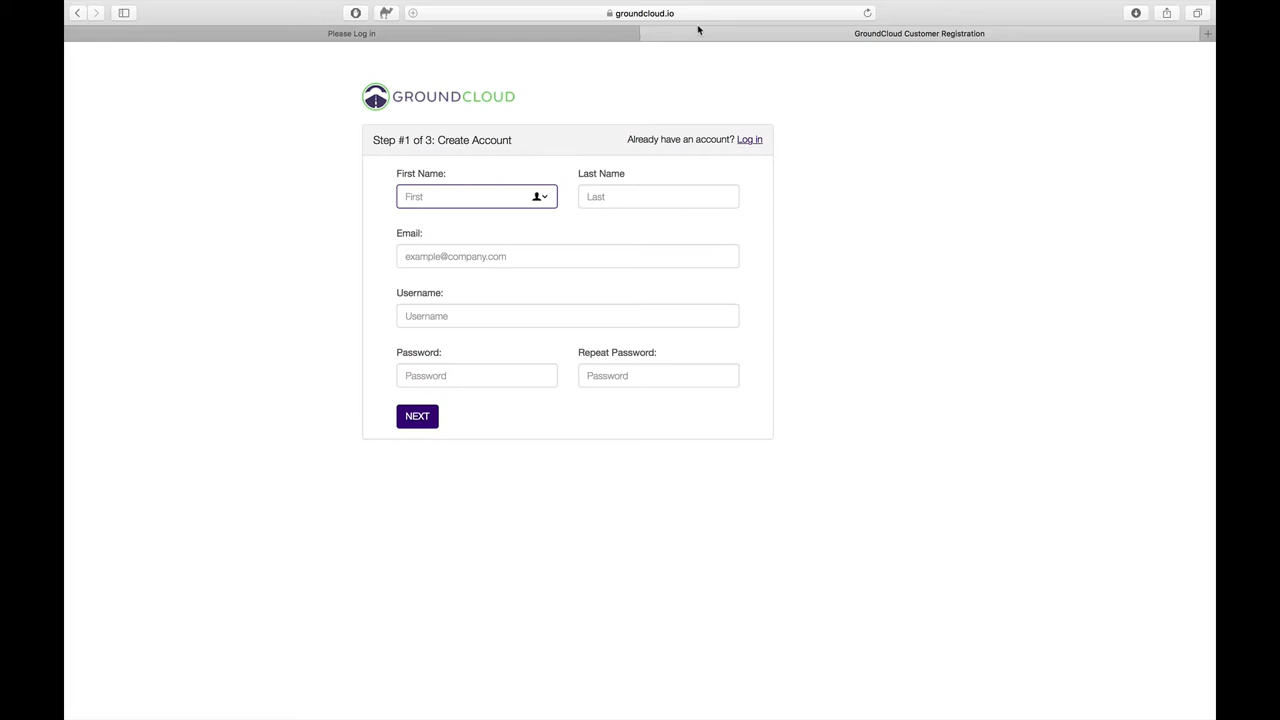 groundcloud.io
Please Log in
GroundCloud Customer Registration
GROUNDCLOUD
Step #1 of 3: Create Account
Already have an account? Log in
First Name:
Last Name
First
Last
Email:
example@company.com
Username:
Username
Password:
Repeat Password:
Password
Password
NEXT